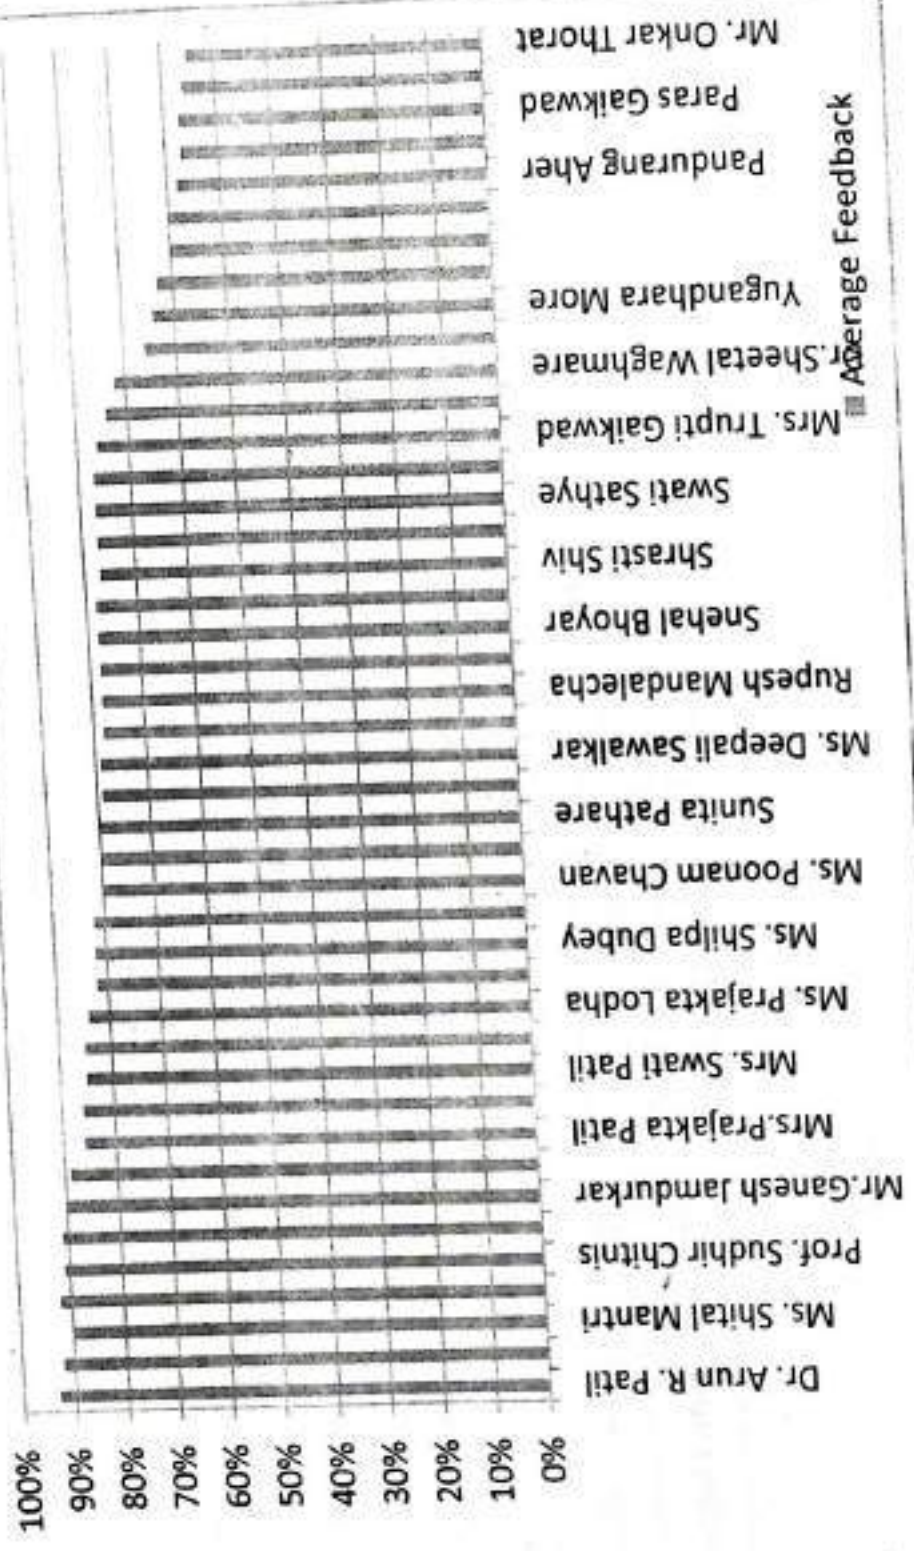 100%
90%
80%
70%
60%
50%
40%
30%
20%
10%
0%
Dr. Arun R. Patil
Ms. Shital Mantri
Prof. Sudhir Chitnis
Mr.Ganesh Jamdurkar
Mrs.Prajakta Patil
Mrs. Swati Patil
Ms. Prajakta Lodha
Ms. Shilpa Dubey
Ms. Poonam Chavan
Sunita Pathare
Ms. Deepali Sawalkar
Rupesh Mandalecha
Snehal Bhoyar
Shrasti Shiv
Swati Sathye
Mrs. Trupti Gaikwad
Sheetal Waghmare
Yugandhara More
Pandurang Aher
Paras Gaikwad
Mr. Onkar Thorat
Average Feedback